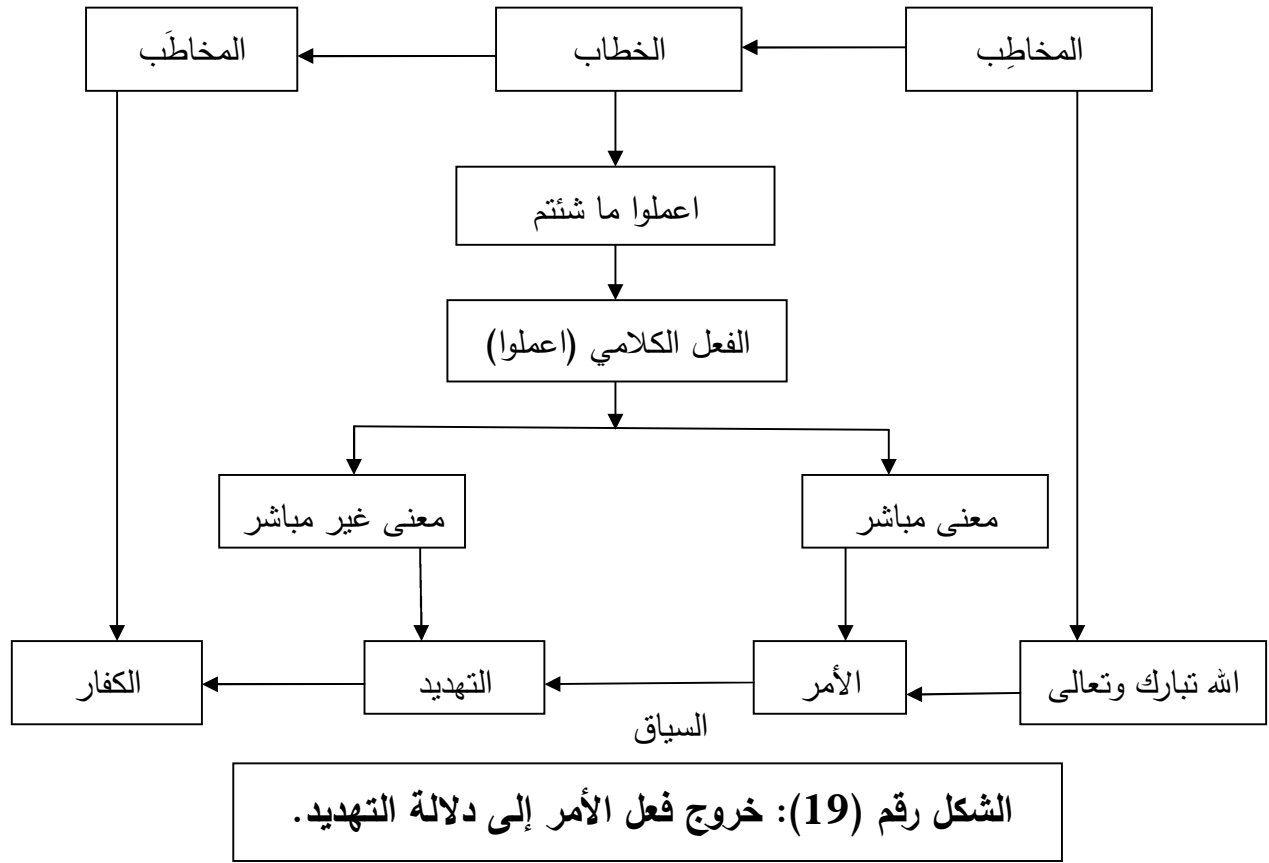 المخاطِب
الخطاب
المخاطَب
اعملوا ما شئتم
الفعل الكلامي (اعملوا)
معنى مباشر
معنى غير مباشر
الله تبارك وتعالى
الأمر
التهديد
الكفار
السياق
الشكل رقم (19): خروج فعل الأمر إلى دلالة التهديد.